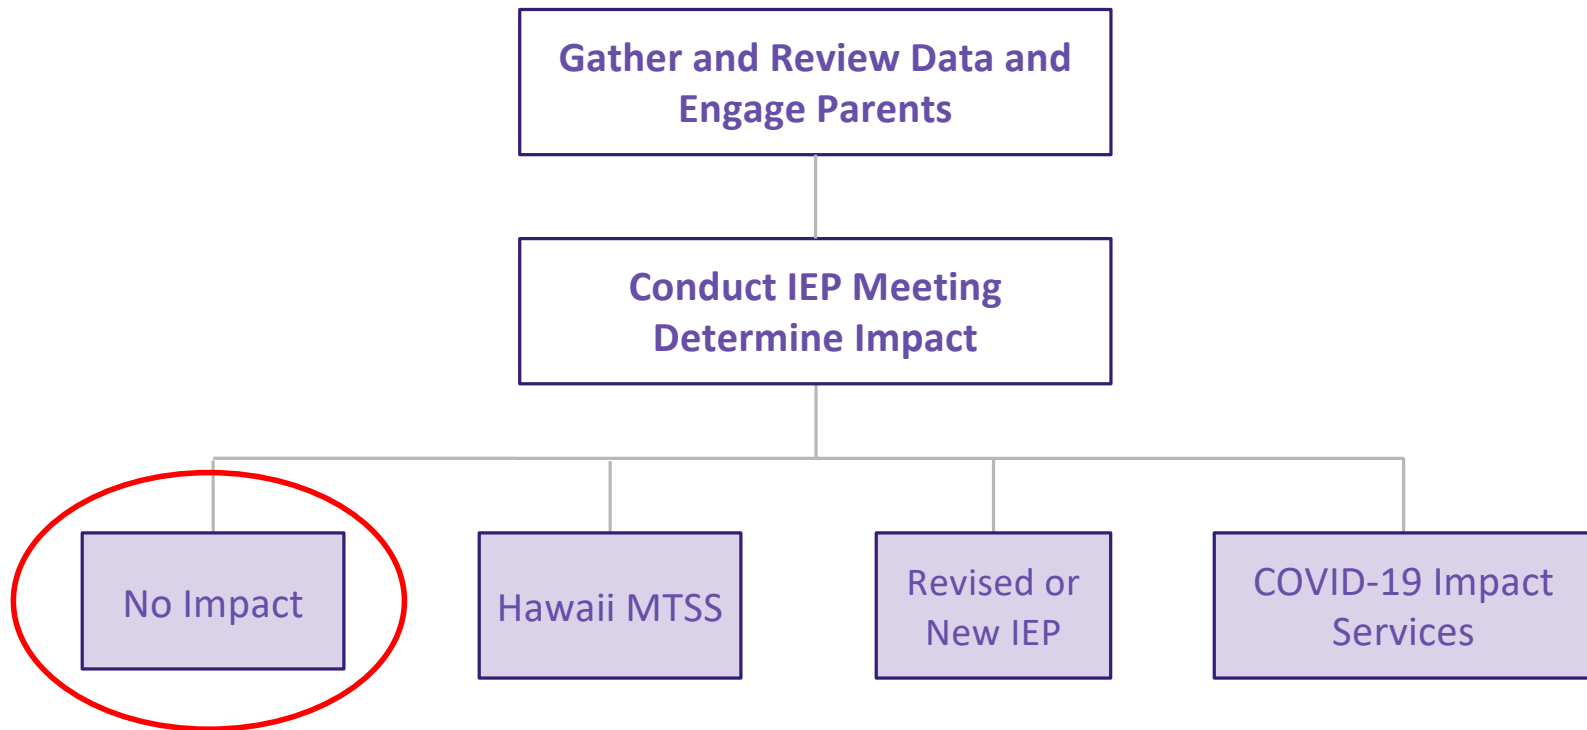 Gather and Review Data and
Engage Parents
Conduct IEP Meeting
Determine Impact
No Impact
Hawaii MTSS
Revised or
New IEP
COVID-19 Impact
Services